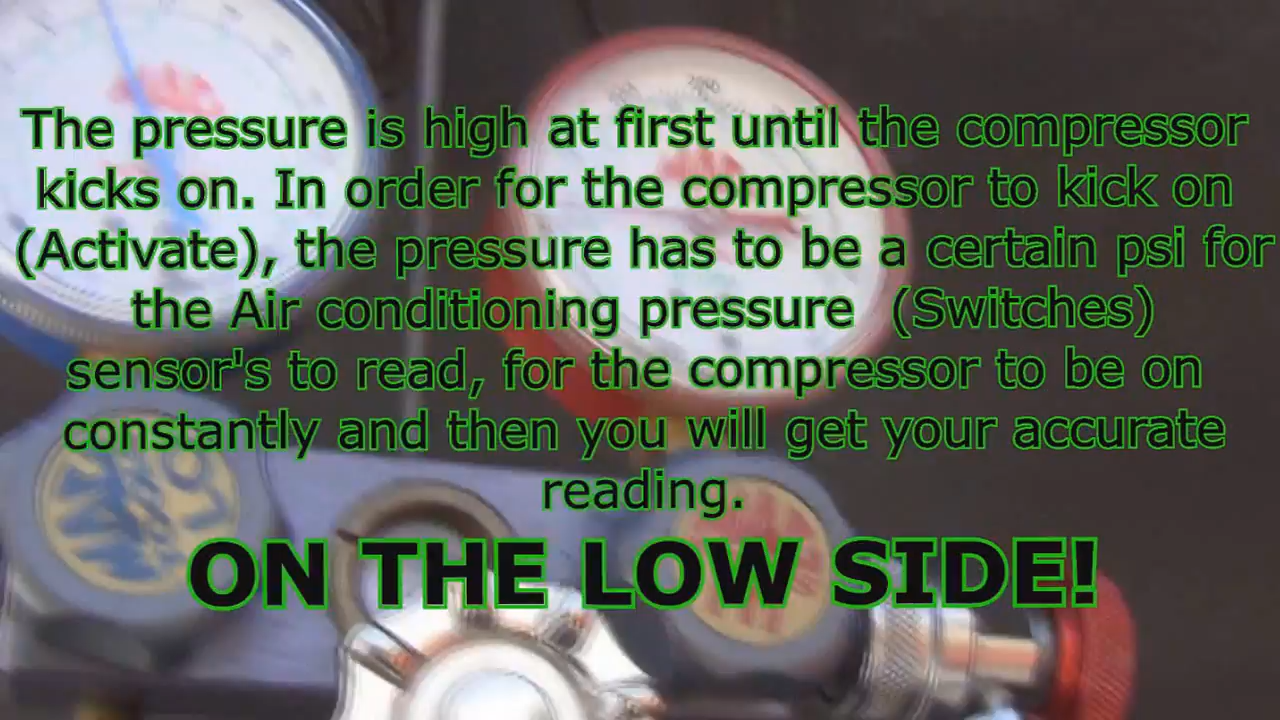 The pressure is high at first until the compressor
kicks on. In order for the compressor to kick on
(Activate), the pressure has to be a certain psi for
the Air conditioning pressure  (Switches)
sensor's to read, for the compressor to be on
constantly and then you will get your accurate
reading.
ON THE LOW SIDE!
LOW